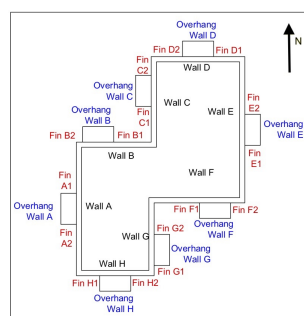 Overhang
Wall D
Fin D2
Fin D1
N
Wall D
Fin
C2
Overhang
Wall C
Wall C
Fin
C1
Wall E
Fin
E2
Overhang
Wall E
Fin
E1
Overhang
Wall B
Fin B2
Fin B1
Wall B
Fin
A1
Wall F
Overhang
Wall A
Wall A
Fin
A2
Fin F1
Fin F2
Overhang
Wall F
Wall G
Fin G2
Overhang
Wall G
Fin G1
Wall H
Fin H1
Fin H2
Overhang
Wall H